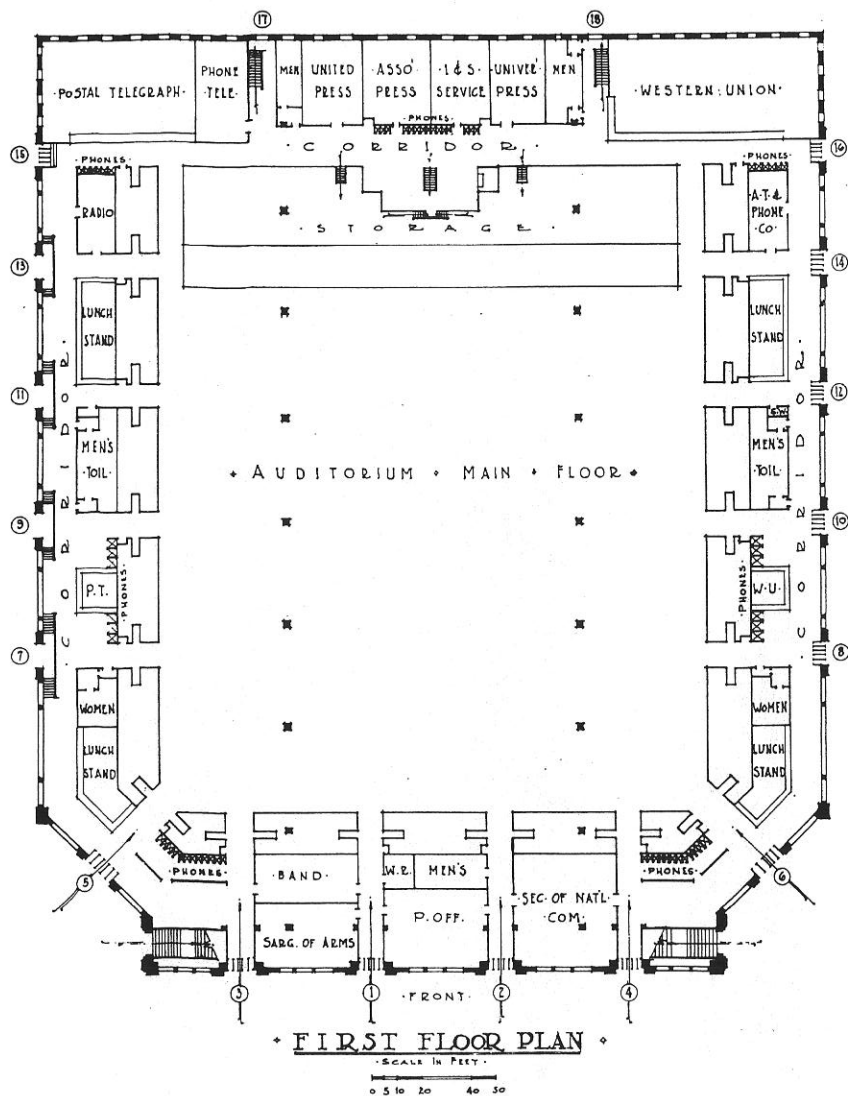 17 18
·POSTAL TELEGRAPH·
PHONE
TELE·
MEN
UNITED
PRESS
ASSO'
PRESS
·I & S·
SERVICE
UNIVER'
PRESS
MEN
·WESTERN·UNION·
·PHONES·
·CORRIDOR·
15 16
·PHONES·
RADIO
·PHONES·
·A·T·&
PHONE
·CO·
·STORAGE·
13 14
LUNCH
STAND
LUNCH
STAND
11 12
·CORRIDOR·
·CORRIDOR·
MEN'S
·TOIL·
S.W.
MEN'S
·TOIL·
·AUDITORIUM · MAIN · FLOOR·
9 10
P.T.
PHONES·
PHONES·
W·U·
7 8
WOMEN
LUNCH
STAND
WOMEN
LUNCH
STAND
5 6
·PHONES·
·PHONES·
·BAND·
SARG. OF ARMS
W.R.
MEN'S
P.OFF.
SEC· OF NAT'L·
·COM·
3 1 2 4
·FRONT·
·FIRST FLOOR PLAN·
·SCALE IN FEET·
0 5 10 20 40 50